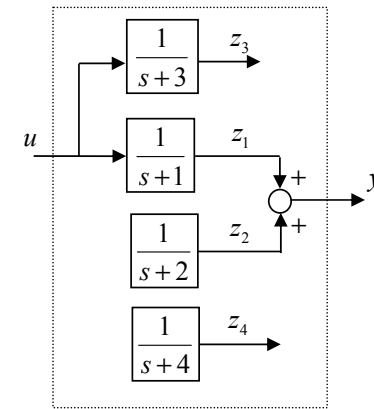 1
s+3
z₃
u
1
s+1
z₁
+
y
1
s+2
z₂
+
1
s+4
z₄